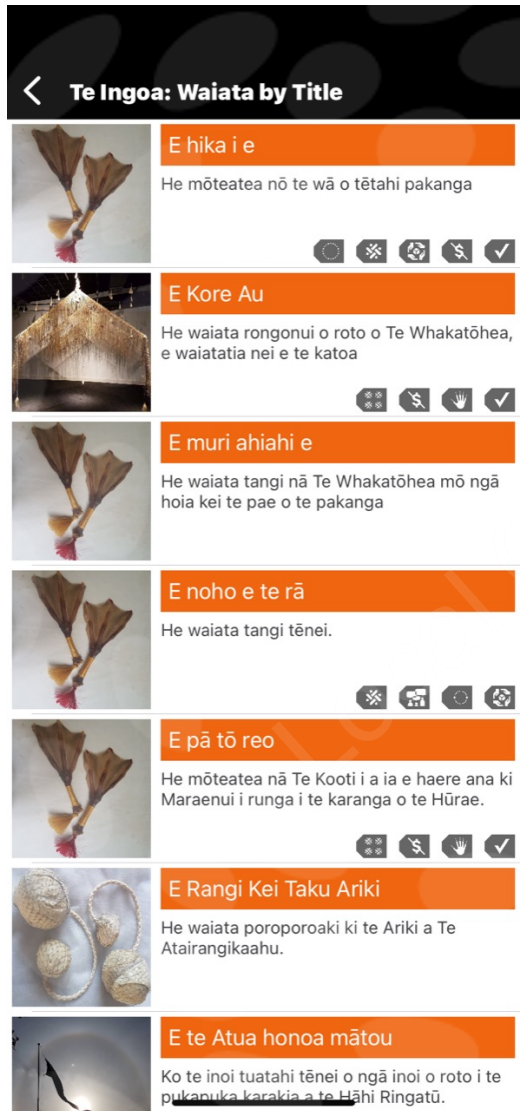 Te Ingoa: Waiata by Title
E hika i e
He mōteatea nō te wā o tētahi pakanga
E Kore Au
He waiata rongonui o roto o Te Whakatōhea,
e waiatatia nei e te katoa
E muri ahiahi e
He waiata tangi nā Te Whakatōhea mō ngā
hoia kei te pae o te pakanga
E noho e te rā
He waiata tangi tēnei.
E pā tō reo
He mōteatea nā Te Kooti i a ia e haere ana ki
Maraenui i runga i te karanga o te Hūrae.
E Rangi Kei Taku Ariki
He waiata poroporoaki ki te Ariki a Te
Atairangikaahu.
E te Atua honoa mātou
Ko te inoi tuatahi tēnei o ngā inoi o roto i te
pukapuka karakia a te Hāhi Ringatū.